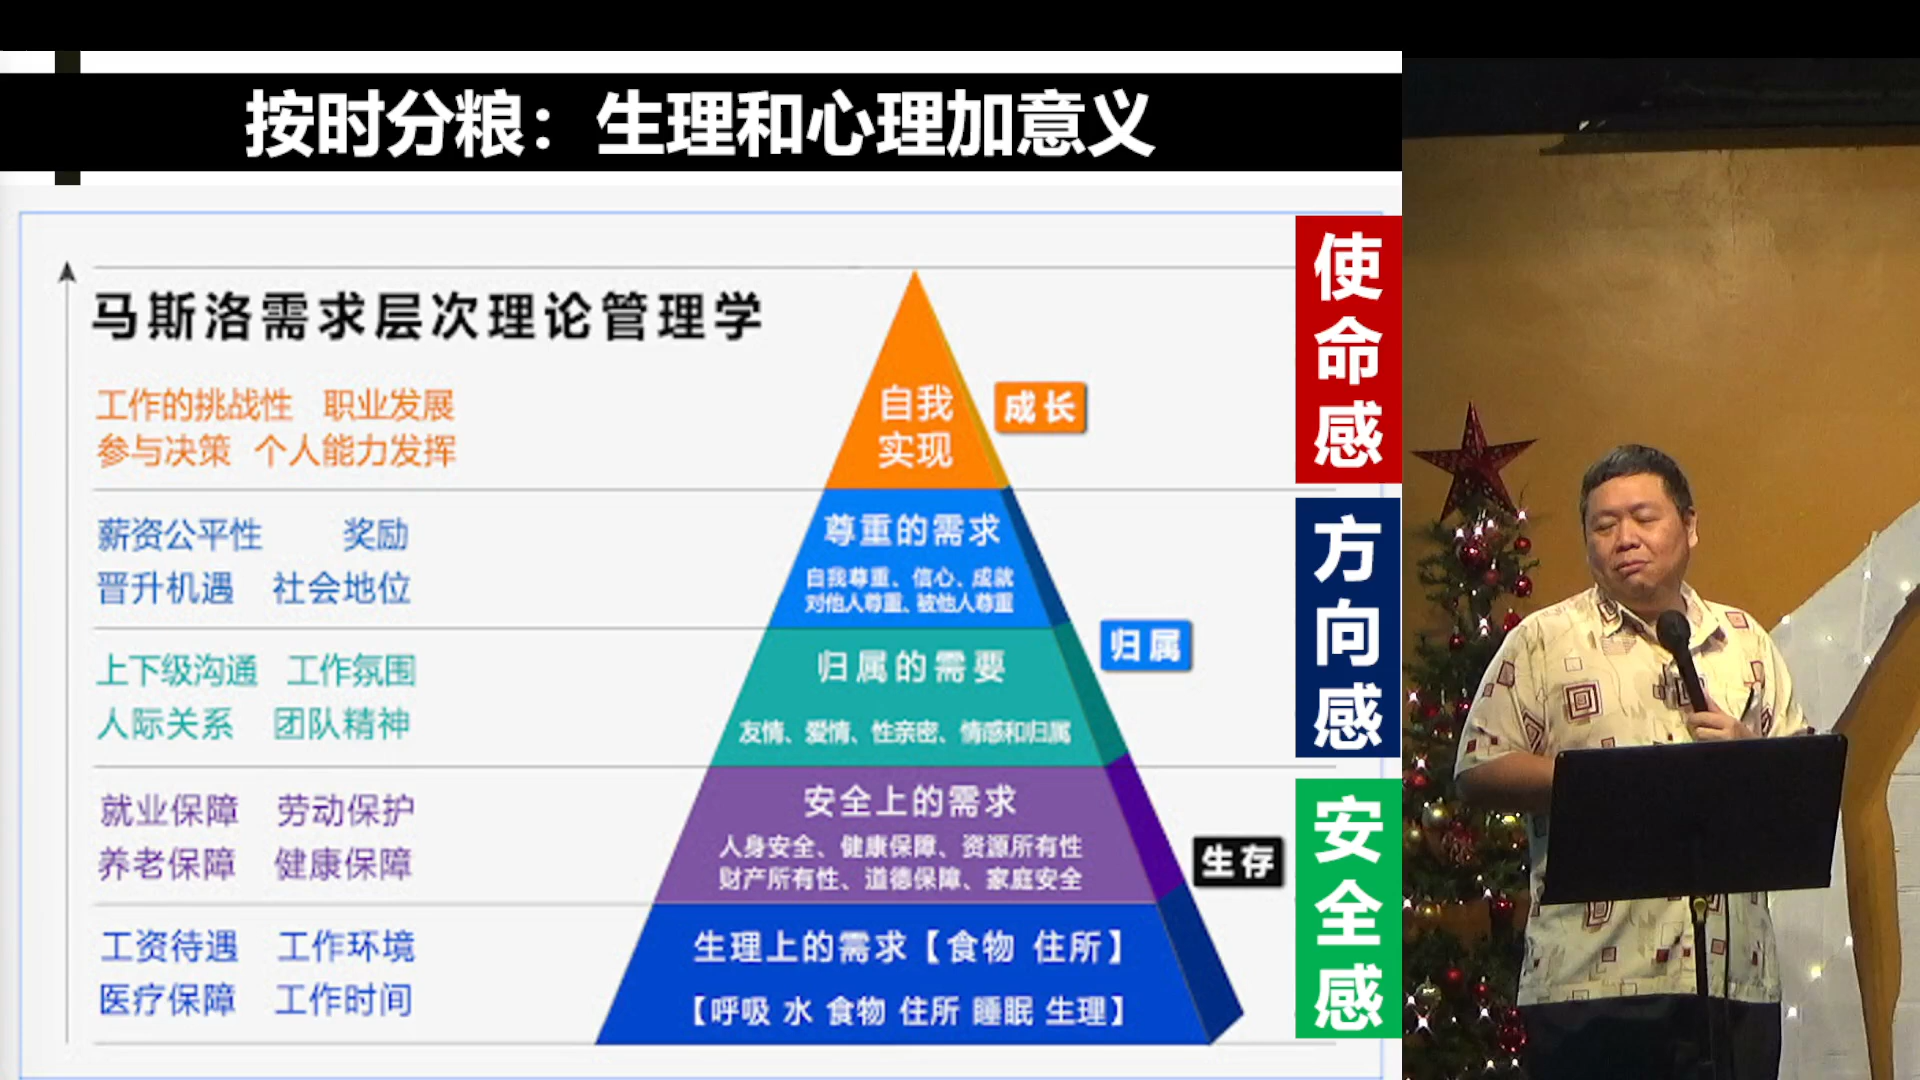 按时分粮：生理和心理加意义
马斯洛需求层次理论管理学
工作的挑战性 职业发展
参与决策 个人能力发挥
薪资公平性 奖励
晋升机遇 社会地位
上下级沟通 工作氛围
人际关系 团队精神
就业保障 劳动保护
养老保障 健康保障
工资待遇 工作环境
医疗保障 工作时间
自我
实现
成长
尊重的需求
自我尊重、信心、成就
对他人尊重、被他人尊重
归属的需要
友情、爱情、性亲密、情感和归属
归属
安全上的需求
人身安全、健康保障、资源所有性
财产所有性、道德保障、家庭安全
生存
生理上的需求【食物 住所】
【呼吸 水 食物 住所 睡眠 生理】
使命感
方向感
安全感